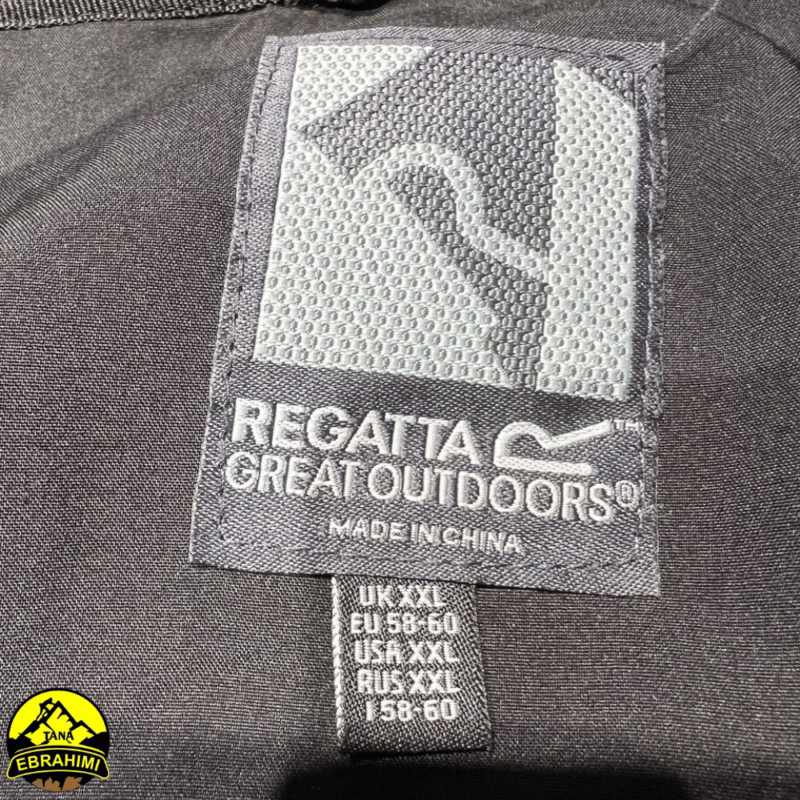 REGATTA R™
GREAT OUTDOORS®
MADE IN CHINA
UK XXL
EU 58-60
USA XXL
RUS XXL
I 58-60
TANA
EBRAHIMI